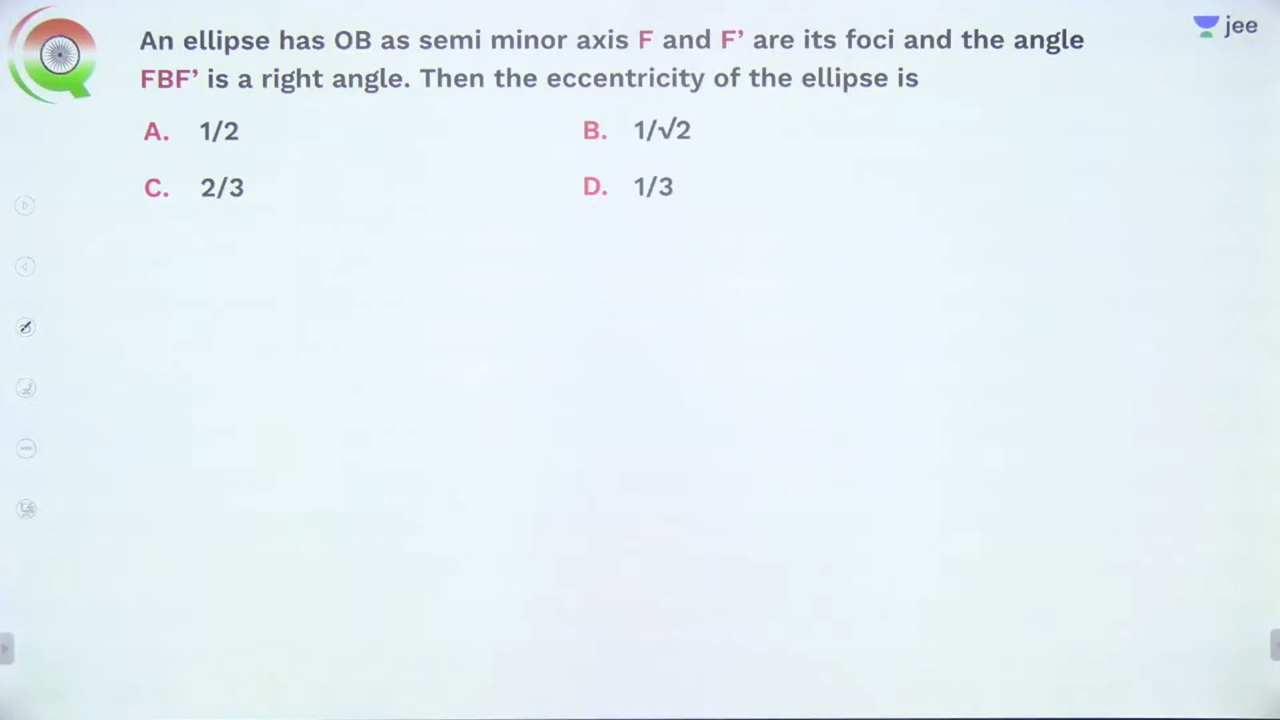 An ellipse has OB as semi minor axis F and F’ are its foci and the angle
FBF’ is a right angle. Then the eccentricity of the ellipse is
A. 1/2
B. 1/√2
C. 2/3
D. 1/3
jee